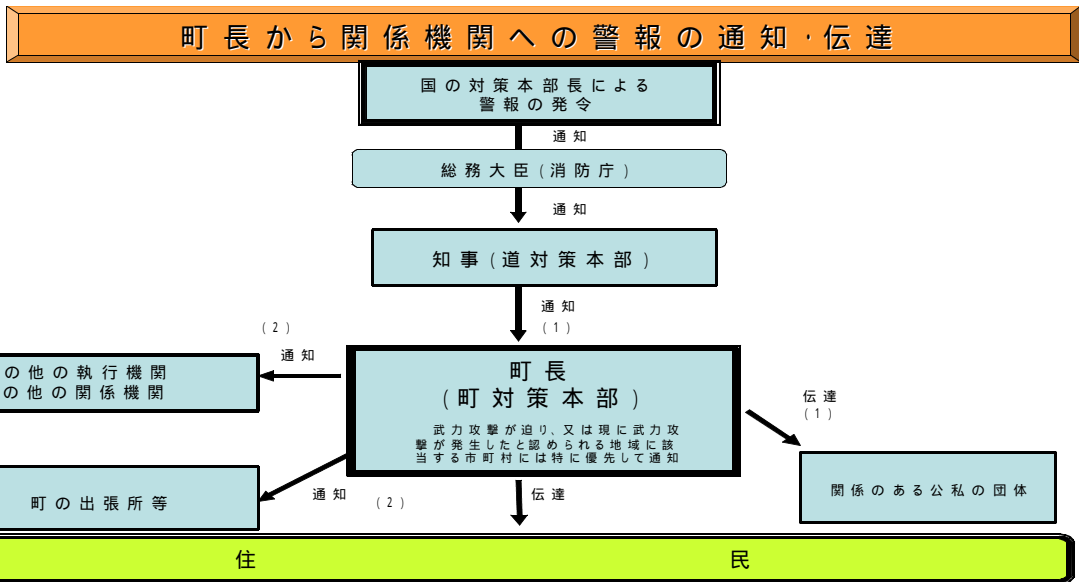 町長から関係機関への警報の通知・伝達
国の対策本部長による
警報の発令
通知
総務大臣(消防庁)
通知
知事(道対策本部)
通知
(1)
(2)
通知
の他の執行機関
の他の関係機関
町長
(町対策本部)
武力攻撃が迫り、又は現に武力攻
撃が発生したと認められる地域に該
当する市町村には特に優先して通知
伝達
(1)
関係のある公私の団体
町の出張所等
通知
(2)
伝達
住民